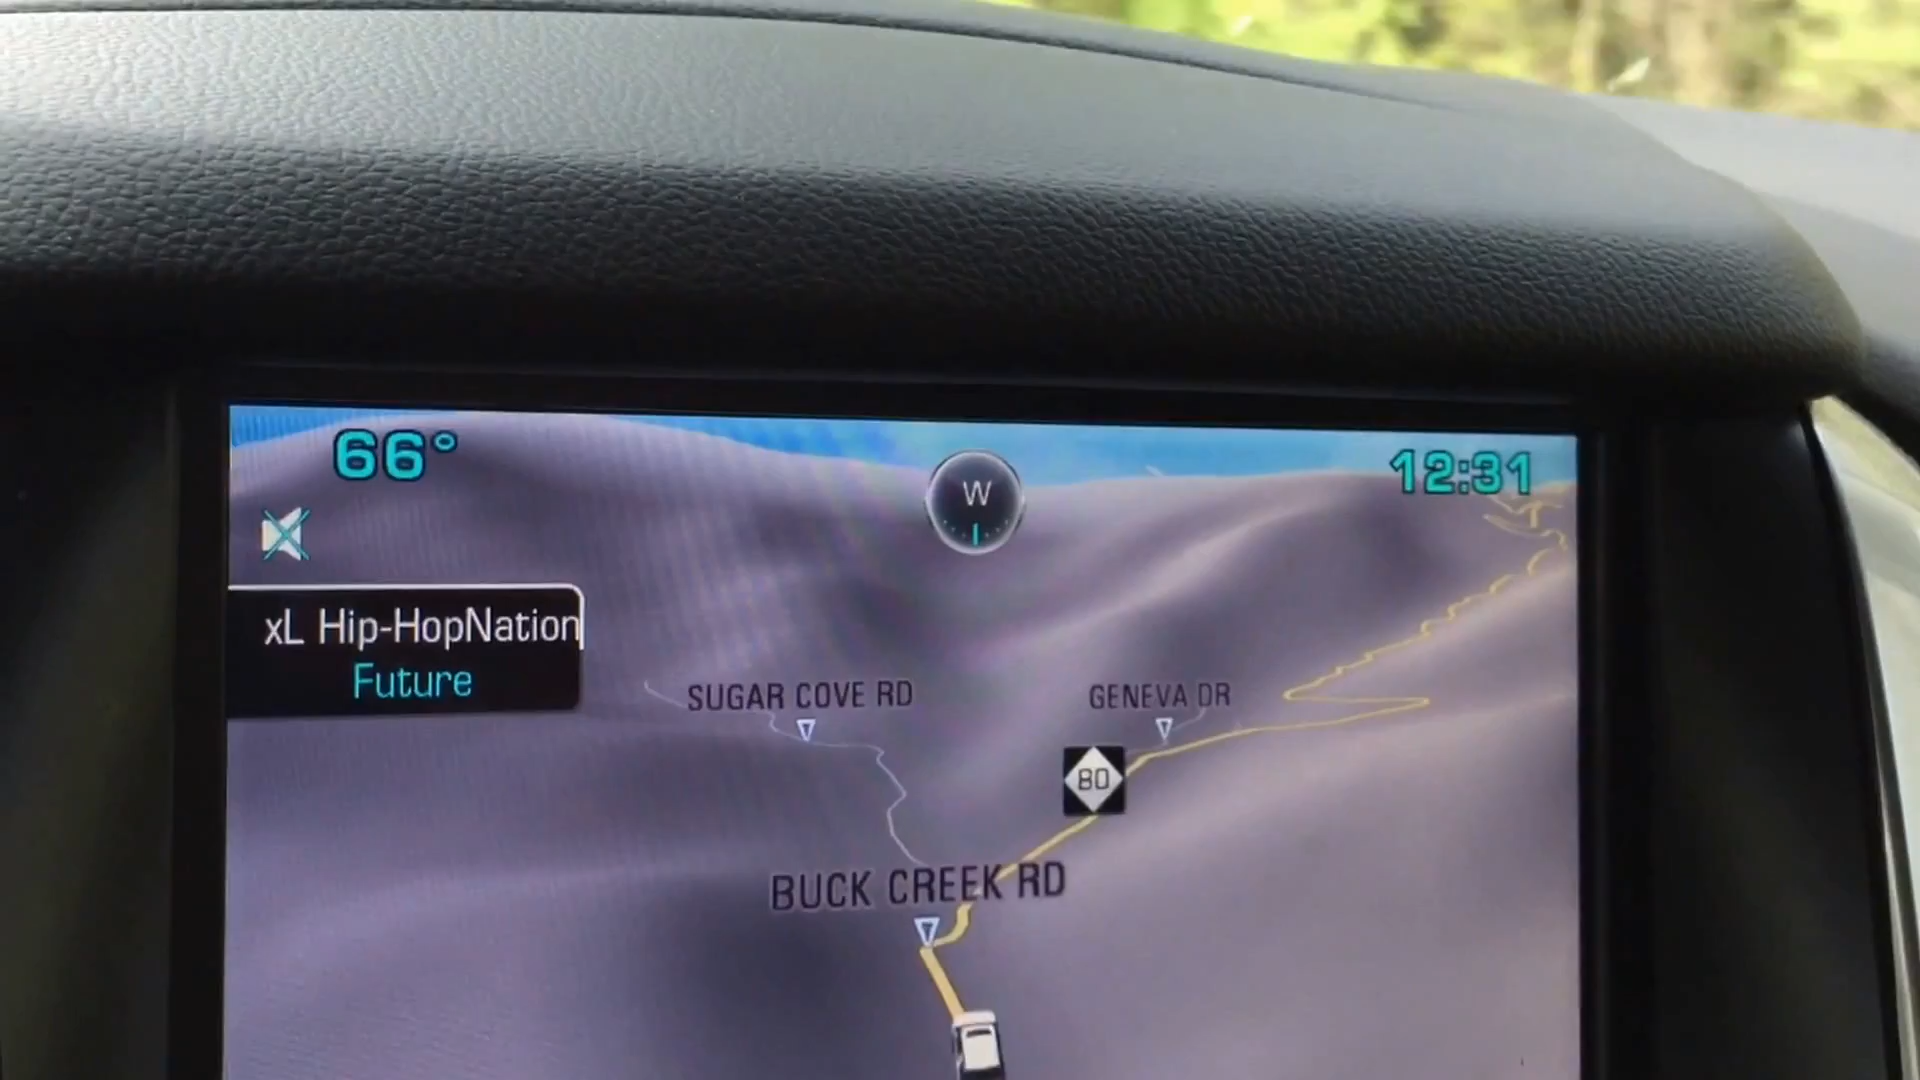 66°
12:31
W
xL Hip-HopNation
Future
SUGAR COVE RD
GENEVA DR
80
BUCK CREEK RD